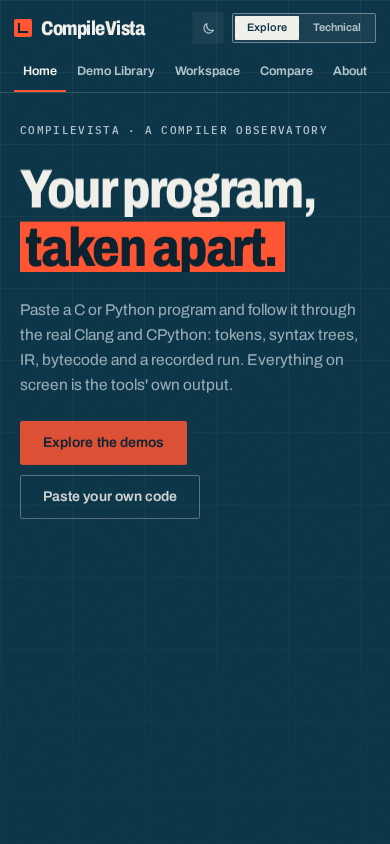 CompileVista
Explore
Technical
Home
Demo Library
Workspace
Compare
About
COMPILEVISTA · A COMPILER OBSERVATORY
Your program,
taken apart.
Paste a C or Python program and follow it through
the real Clang and CPython: tokens, syntax trees,
IR, bytecode and a recorded run. Everything on
screen is the tools' own output.
Explore the demos
Paste your own code